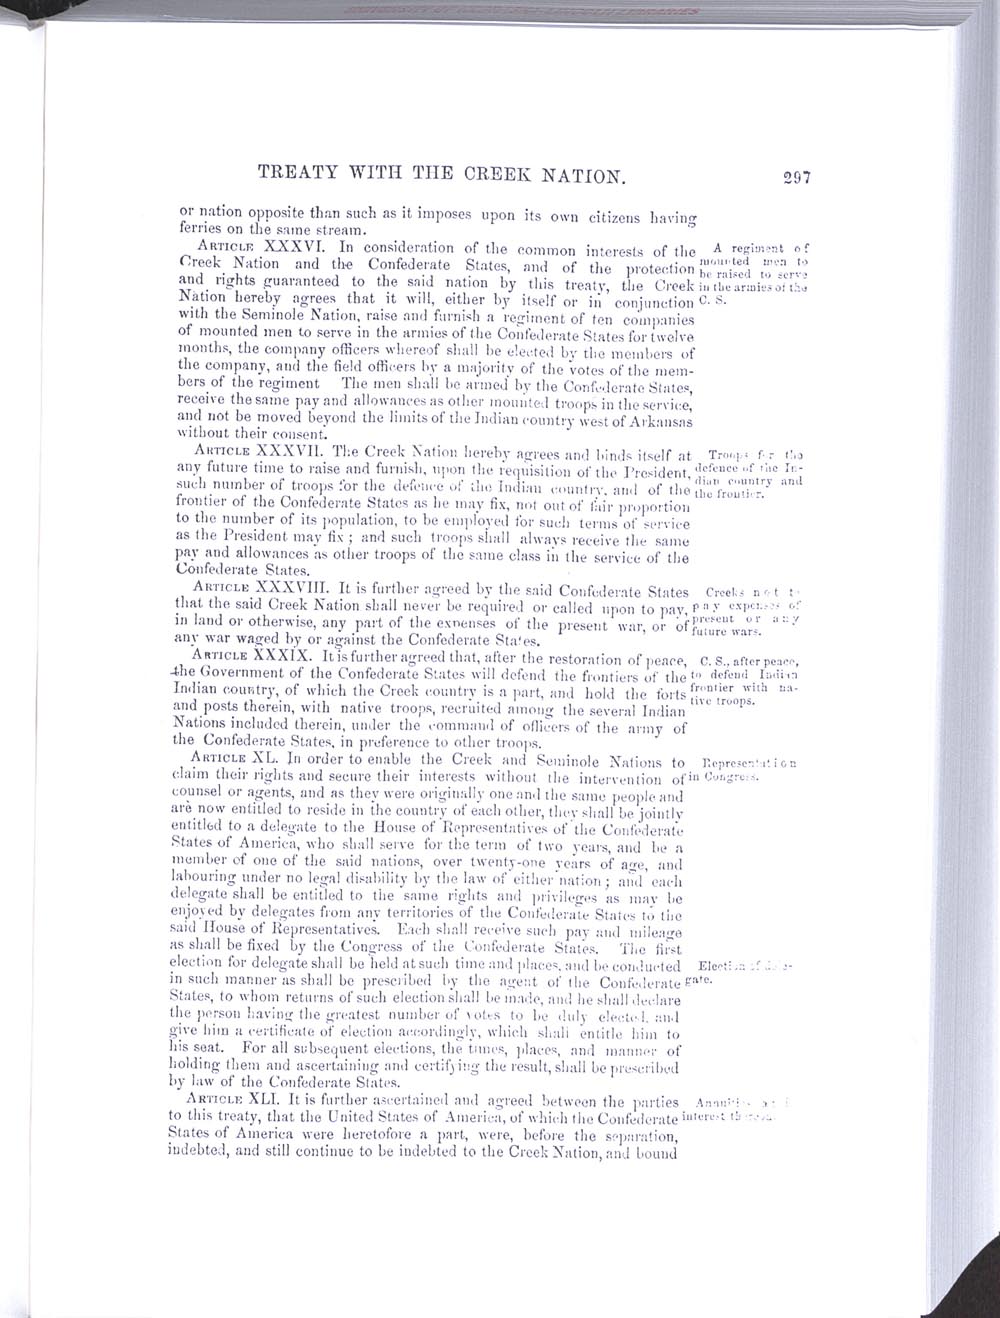 TREATY WITH THE CREEK NATION. 297
or nation opposite than such as it imposes upon its own citizens having
ferries on the same stream.
ARTICLE XXXVI. In consideration of the common interests of the
Creek Nation and the Confederate States, and of the protection
and rights guaranteed to the said nation by this treaty, the Creek
Nation hereby agrees that it will, either by itself or in conjunction
with the Seminole Nation, raise and furnish a regiment of ten companies
of mounted men to serve in the armies of the Confederate States for twelve
months, the company officers whereof shall be elected by the members of
the company, and the field officers by a majority of the votes of the mem-
bers of the regiment The men shall be armed by the Confederate States,
receive the same pay and allowances as other mounted troops in the service,
and not be moved beyond the limits of the Indian country west of Arkansas
without their consent.
A regiment of
mounted men to
be raised to serve
in the armies of the
C. S.
ARTICLE XXXVII. The Creek Nation hereby agrees and binds itself at
any future time to raise and furnish, upon the requisition of the President,
such number of troops for the defence of the Indian country, and of the
frontier of the Confederate States as he may fix, not out of fair proportion
to the number of its population, to be employed for such terms of service
as the President may fix; and such troops shall always receive the same
pay and allowances as other troops of the same class in the service of the
Confederate States.
Troops for the
defence of the In-
dian country and
the frontier.
ARTICLE XXXVIII. It is further agreed by the said Confederate States
that the said Creek Nation shall never be required or called upon to pay,
in land or otherwise, any part of the expenses of the present war, or of
any war waged by or against the Confederate States.
Creeks not to
pay expenses of
present or any
future wars.
ARTICLE XXXIX. It is further agreed that, after the restoration of peace,
the Government of the Confederate States will defend the frontiers of the
Indian country, of which the Creek country is a part, and hold the forts
and posts therein, with native troops, recruited among the several Indian
Nations included therein, under the command of officers of the army of
the Confederate States, in preference to other troops.
C. S., after peace,
to defend Indian
frontier with na-
tive troops.
ARTICLE XL. In order to enable the Creek and Seminole Nations to
claim their rights and secure their interests without the intervention of
counsel or agents, and as they were originally one and the same people and
are now entitled to reside in the country of each other, they shall be jointly
entitled to a delegate to the House of Representatives of the Confederate
States of America, who shall serve for the term of two years, and be a
member of one of the said nations, over twenty-one years of age, and
labouring under no legal disability by the law of either nation; and each
delegate shall be entitled to the same rights and privileges as may be
enjoyed by delegates from any territories of the Confederate States to the
said House of Representatives. Each shall receive such pay and mileage
as shall be fixed by the Congress of the Confederate States. The first
election for delegate shall be held at such time and places, and be conducted
in such manner as shall be prescribed by the agent of the Confederate
States, to whom returns of such election shall be made, and he shall declare
the person having the greatest number of votes to be duly elected, and
give him a certificate of election accordingly, which shall entitle him to
his seat. For all subsequent elections, the times, places, and manner of
holding them and ascertaining and certifying the result, shall be prescribed
by law of the Confederate States.
Representation
in Congress.
Election of dele-
gate.
ARTICLE XLI. It is further ascertained and agreed between the parties
to this treaty, that the United States of America, of which the Confederate
States of America were heretofore a part, were, before the separation,
indebted, and still continue to be indebted to the Creek Nation, and bound
interest